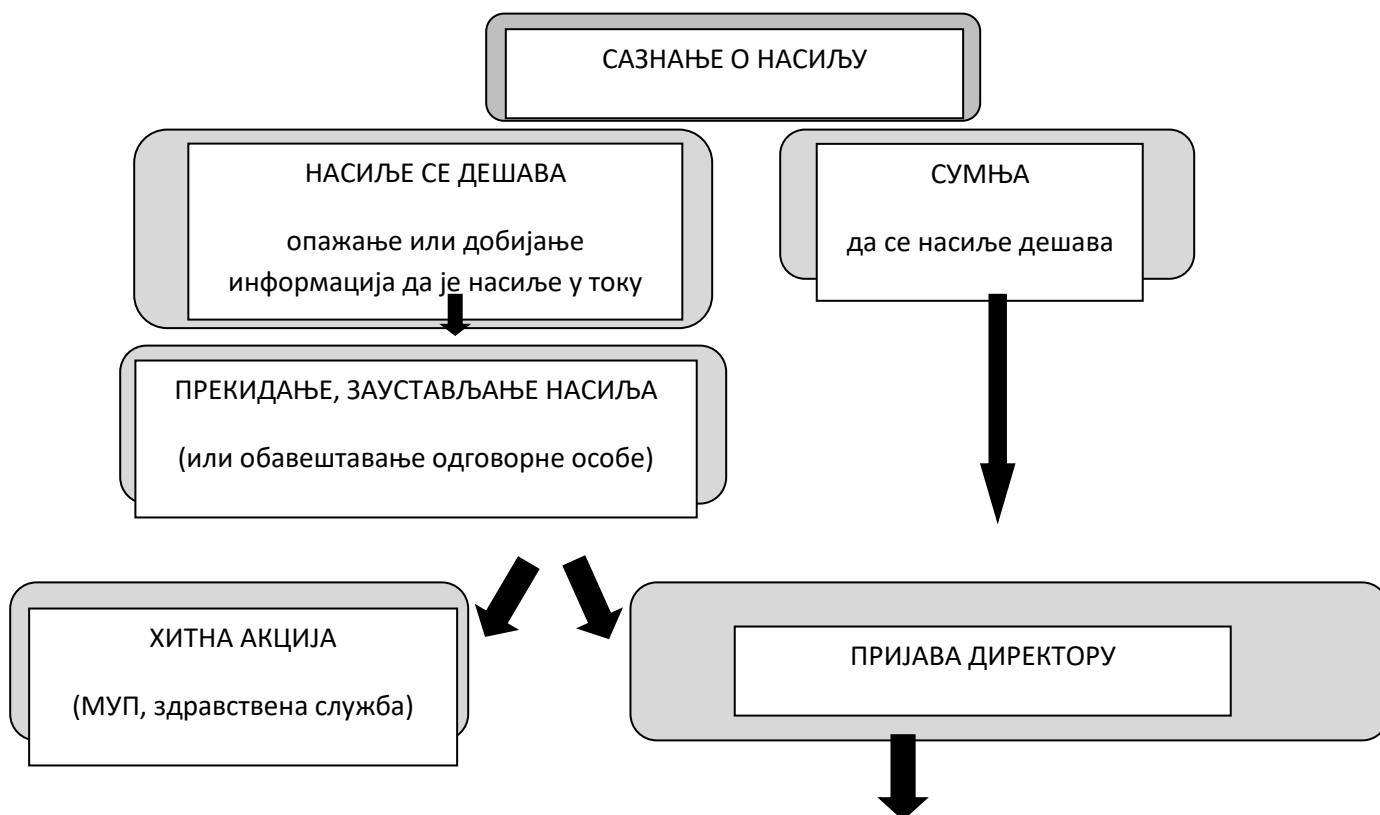 САЗНАЊЕ О НАСИЉУ
НАСИЉЕ СЕ ДЕШАВА
опажање или добијање
информација да је насиље у току
СУМЊА
да се насиље дешава
ПРЕКИДАЊЕ, ЗАУСТАВЉАЊЕ НАСИЉА
(или обавештавање одговорне особе)
ХИТНА АКЦИЈА
(МУП, здравствена служба)
ПРИЈАВА ДИРЕКТОРУ